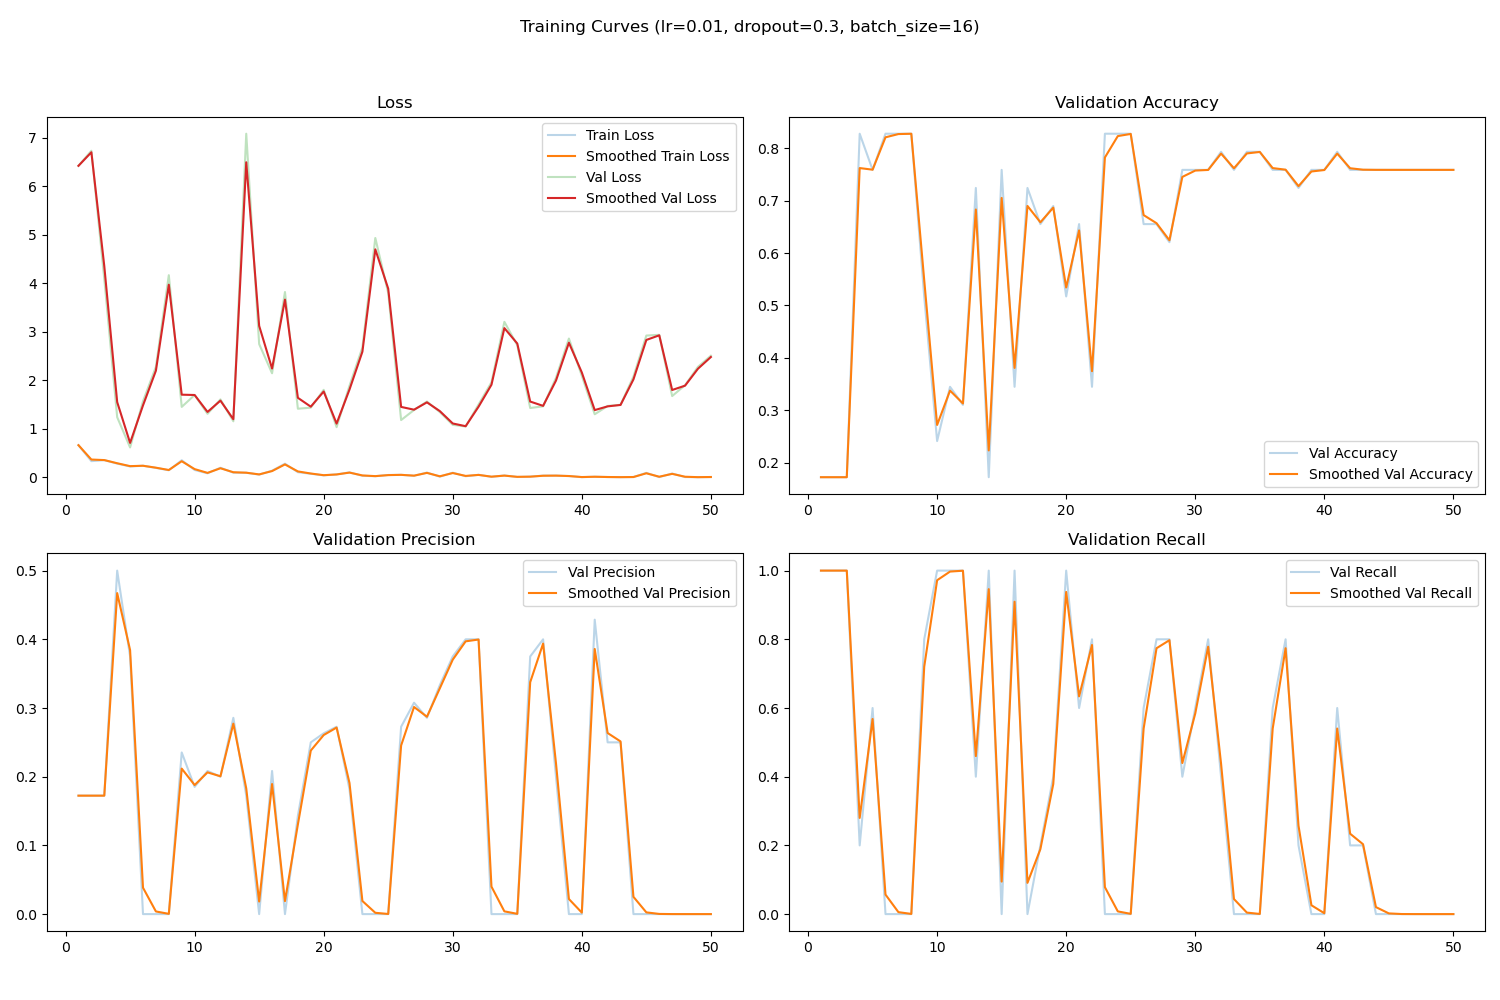 Training Curves (lr=0.01, dropout=0.3, batch_size=16)
Loss
Train Loss
Smoothed Train Loss
Val Loss
Smoothed Val Loss
7
6
5
4
3
2
1
0
0 10 20 30 40 50
Validation Accuracy
0.8
0.7
0.6
0.5
0.4
0.3
0.2
Val Accuracy
Smoothed Val Accuracy
0 10 20 30 40 50
Validation Precision
Val Precision
Smoothed Val Precision
0.5
0.4
0.3
0.2
0.1
0.0
0 10 20 30 40 50
Validation Recall
Val Recall
Smoothed Val Recall
1.0
0.8
0.6
0.4
0.2
0.0
0 10 20 30 40 50